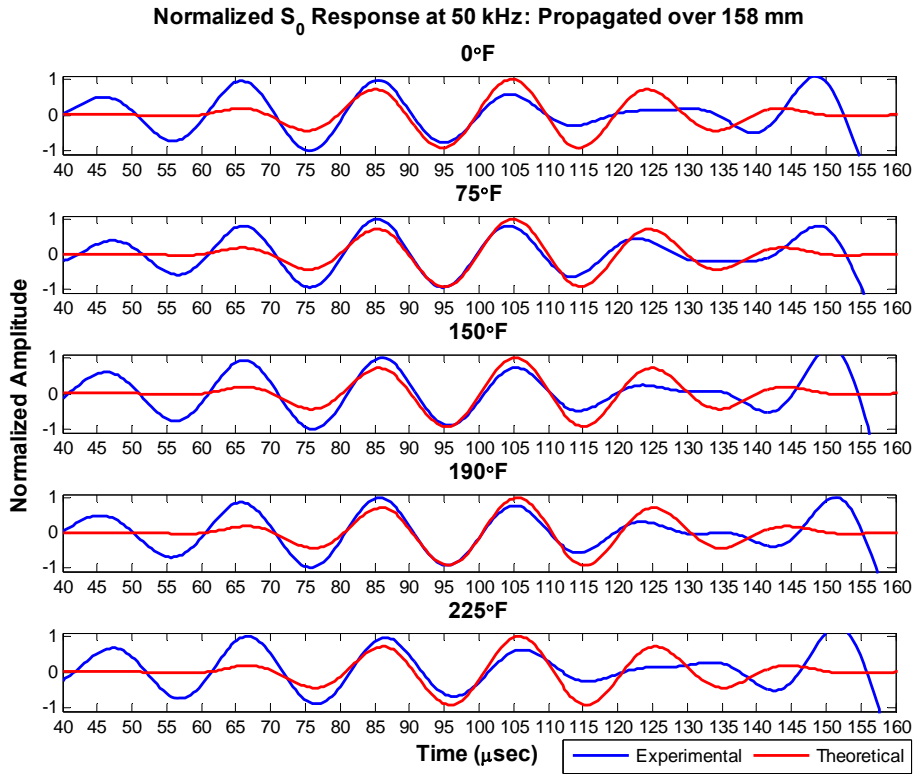 Normalized S0 Response at 50 kHz: Propagated over 158 mm
0°F
1
0
-1
40 45 50 55 60 65 70 75 80 85 90 95 100 105 110 115 120 125 130 135 140 145 150 155 160
75°F
1
0
-1
40 45 50 55 60 65 70 75 80 85 90 95 100 105 110 115 120 125 130 135 140 145 150 155 160
150°F
1
0
-1
40 45 50 55 60 65 70 75 80 85 90 95 100 105 110 115 120 125 130 135 140 145 150 155 160
190°F
1
0
-1
40 45 50 55 60 65 70 75 80 85 90 95 100 105 110 115 120 125 130 135 140 145 150 155 160
225°F
1
0
-1
40 45 50 55 60 65 70 75 80 85 90 95 100 105 110 115 120 125 130 135 140 145 150 155 160
Normalized Amplitude
Time (μsec)
Experimental
Theoretical